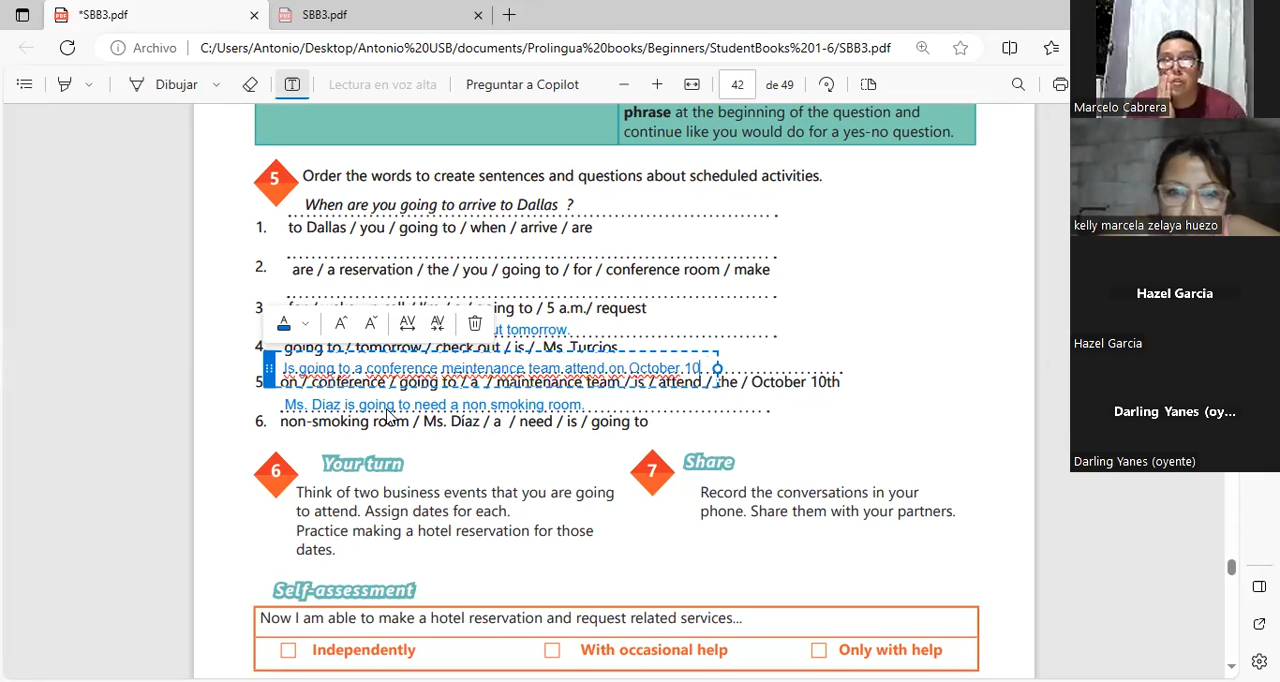 *SBB3.pdf
SBB3.pdf
Archivo
C:/Users/Antonio/Desktop/Antonio%20USB/documents/Prolingua%20books/Beginners/StudentBooks%201-6/SBB3.pdf
Dibujar
Lectura en voz alta
Preguntar a Copilot
42
de 49
phrase at the beginning of the question and
continue like you would do for a yes-no question.
5
Order the words to create sentences and questions about scheduled activities.
When are you going to arrive to Dallas ?
1. to Dallas / you / going to / when / arrive / are
2. are / a reservation / the / you / going to / for / conference room / make
3
going to / 5 a.m./ request
out tomorrow.
4. going to / tomorrow / check out / is / Ms. Turcios
Is going to a conference meintenance team attend on October 10
5 on / conference / going to / a / maintenance team / is / attend / the / October 10th
Ms. Diaz is going to need a non smoking room.
6. non-smoking room / Ms. Díaz / a / need / is / going to
6
Your turn
Think of two business events that you are going
to attend. Assign dates for each.
Practice making a hotel reservation for those
dates.
7
Share
Record the conversations in your
phone. Share them with your partners.
Self-assessment
Now I am able to make a hotel reservation and request related services...
Independently
With occasional help
Only with help
Marcelo Cabrera
kelly marcela zelaya huezo
Hazel Garcia
Hazel Garcia
Darling Yanes (oy...
Darling Yanes (oyente)